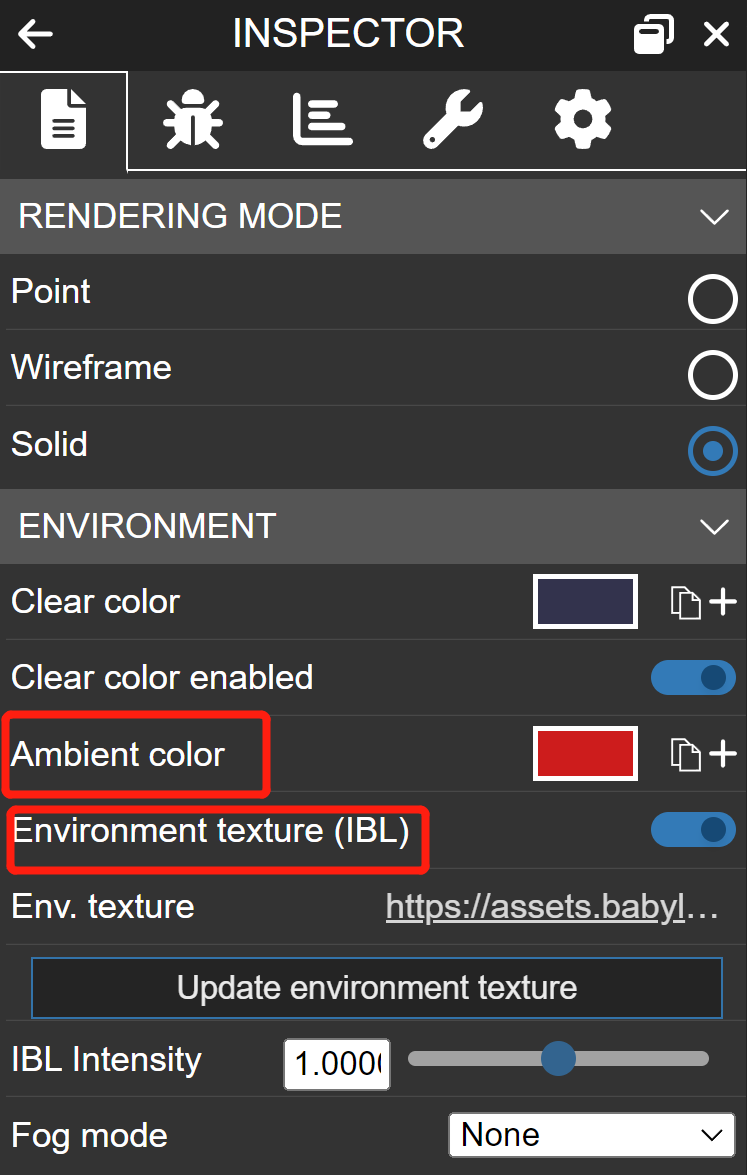 INSPECTOR
RENDERING MODE
Point
Wireframe
Solid
ENVIRONMENT
Clear color
Clear color enabled
Ambient color
Environment texture (IBL)
Env. texture https://assets.babyl...
Update environment texture
IBL Intensity 1.000
Fog mode None